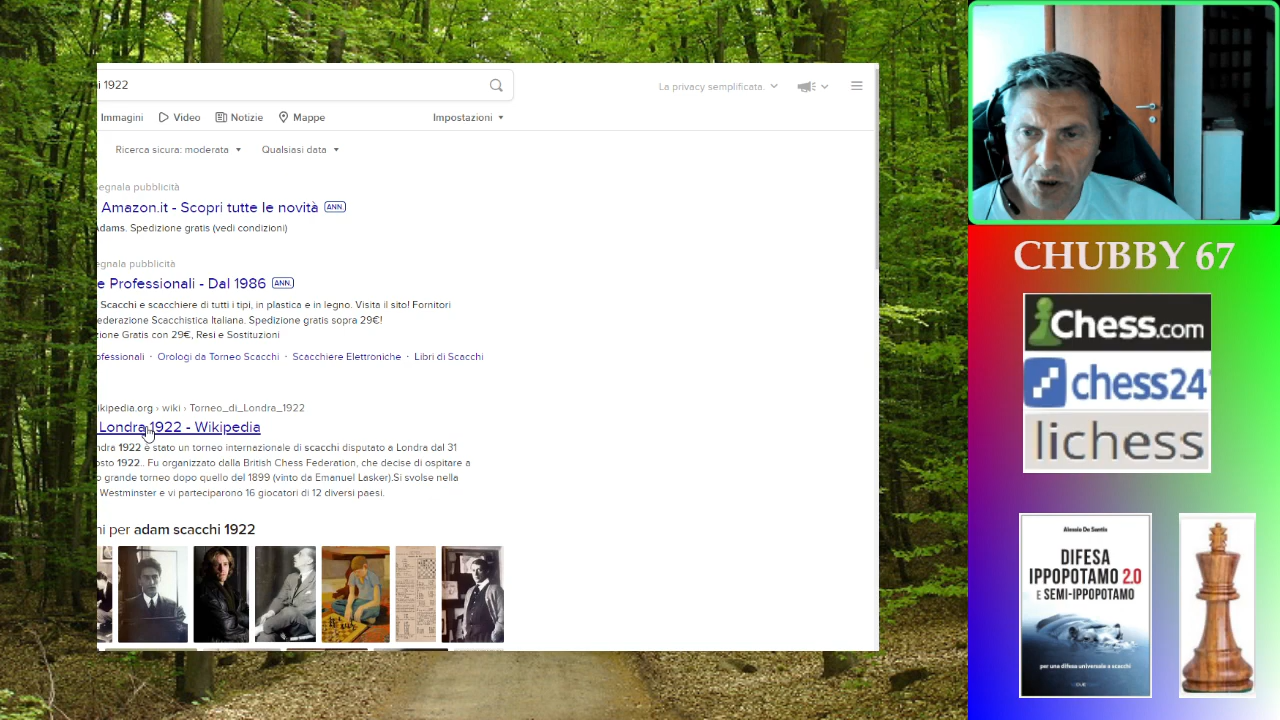 i 1922
La privacy semplificata.
Immagini Video Notizie Mappe Impostazioni
Ricerca sicura: moderata Qualsiasi data
egnala pubblicità
Amazon.it - Scopri tutte le novità ANN.
Adams. Spedizione gratis (vedi condizioni)
egnala pubblicità
e Professionali - Dal 1986 ANN.
Scacchi e scacchiere di tutti i tipi, in plastica e in legno. Visita il sito! Fornitori
ederazione Scacchistica Italiana. Spedizione gratis sopra 29€!
zione Gratis con 29€, Resi e Sostituzioni
ofessionali · Orologi da Torneo Scacchi · Scacchiere Elettroniche · Libri di Scacchi
ikipedia.org › wiki › Torneo_di_Londra_1922
Londra 1922 - Wikipedia
ndra 1922 è stato un torneo internazionale di scacchi disputato a Londra dal 31
osto 1922.. Fu organizzato dalla British Chess Federation, che decise di ospitare a
o grande torneo dopo quello del 1899 (vinto da Emanuel Lasker).Si svolse nella
Westminster e vi parteciparono 16 giocatori di 12 diversi paesi.
ni per adam scacchi 1922
CHUBBY 67
Chess.com
chess24
lichess
Alessio De Santis
DIFESA
IPPOPOTAMO 2.0
E SEMI-IPPOPOTAMO
per una difesa universale a scacchi